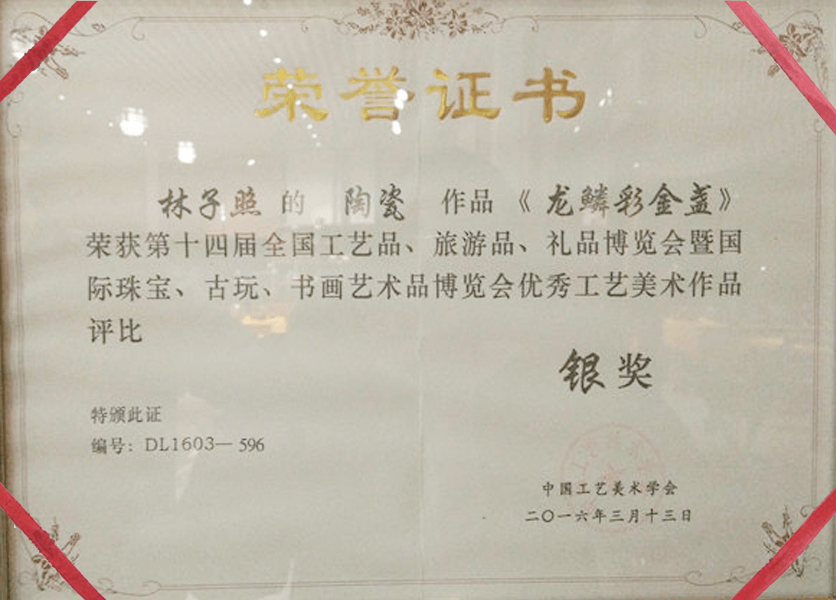 荣誉证书
林子照 的 陶瓷 作品《龙鳞彩金盏》
荣获第十四届全国工艺品、旅游品、礼品博览会暨国
际珠宝、古玩、书画艺术品博览会优秀工艺美术作品
评比
银奖
特颁此证
编号：DL1603—596
中国工艺美术学会
二〇一六年三月十三日